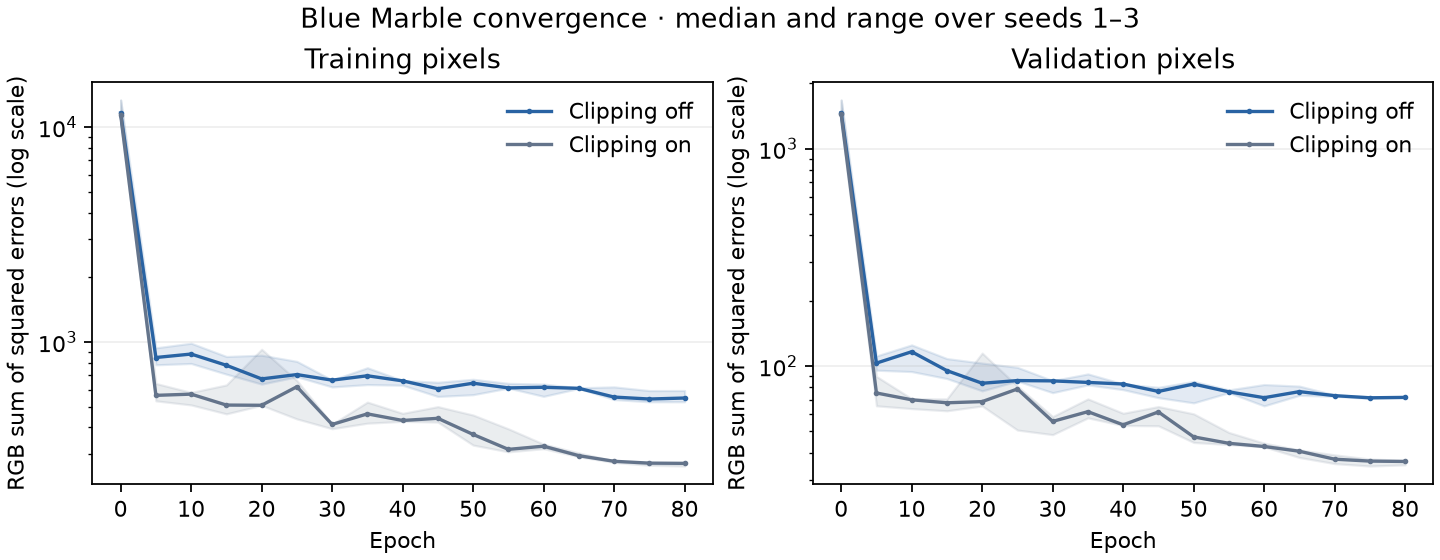 Blue Marble convergence · median and range over seeds 1–3
Training pixels
RGB sum of squared errors (log scale)
10⁴
10³
Clipping off
Clipping on
0 10 20 30 40 50 60 70 80
Epoch
Validation pixels
RGB sum of squared errors (log scale)
10³
10²
Clipping off
Clipping on
0 10 20 30 40 50 60 70 80
Epoch